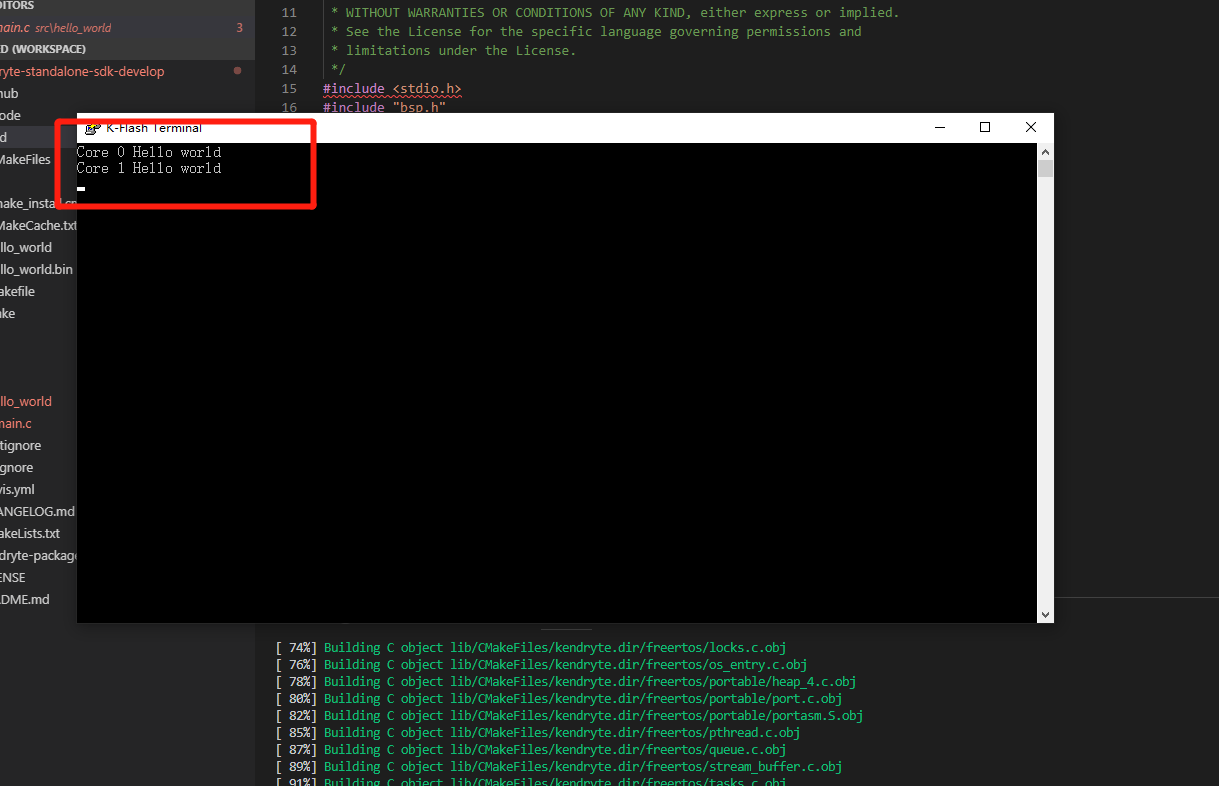 DITORS
main.c src\hello_world 3
D (WORKSPACE)
ryte-standalone-sdk-develop
hub
ode
d
MakeFiles
make_install.cm
MakeCache.txt
llo_world
llo_world.bin
akefile
ke
llo_world
main.c
tignore
gnore
vis.yml
ANGELOG.md
akeLists.txt
dryte-package
ENSE
DME.md
11 * WITHOUT WARRANTIES OR CONDITIONS OF ANY KIND, either express or implied.
12 * See the License for the specific language governing permissions and
13 * limitations under the License.
14 */
15 #include <stdio.h>
16 #include "bsp.h"
K-Flash Terminal
Core 0 Hello world
Core 1 Hello world
[ 74%] Building C object lib/CMakeFiles/kendryte.dir/freertos/locks.c.obj
[ 76%] Building C object lib/CMakeFiles/kendryte.dir/freertos/os_entry.c.obj
[ 78%] Building C object lib/CMakeFiles/kendryte.dir/freertos/portable/heap_4.c.obj
[ 80%] Building C object lib/CMakeFiles/kendryte.dir/freertos/portable/port.c.obj
[ 82%] Building C object lib/CMakeFiles/kendryte.dir/freertos/portable/portasm.S.obj
[ 85%] Building C object lib/CMakeFiles/kendryte.dir/freertos/pthread.c.obj
[ 87%] Building C object lib/CMakeFiles/kendryte.dir/freertos/queue.c.obj
[ 89%] Building C object lib/CMakeFiles/kendryte.dir/freertos/stream_buffer.c.obj
[ 91%] Building C object lib/CMakeFiles/kendryte.dir/freertos/tasks.c.obj